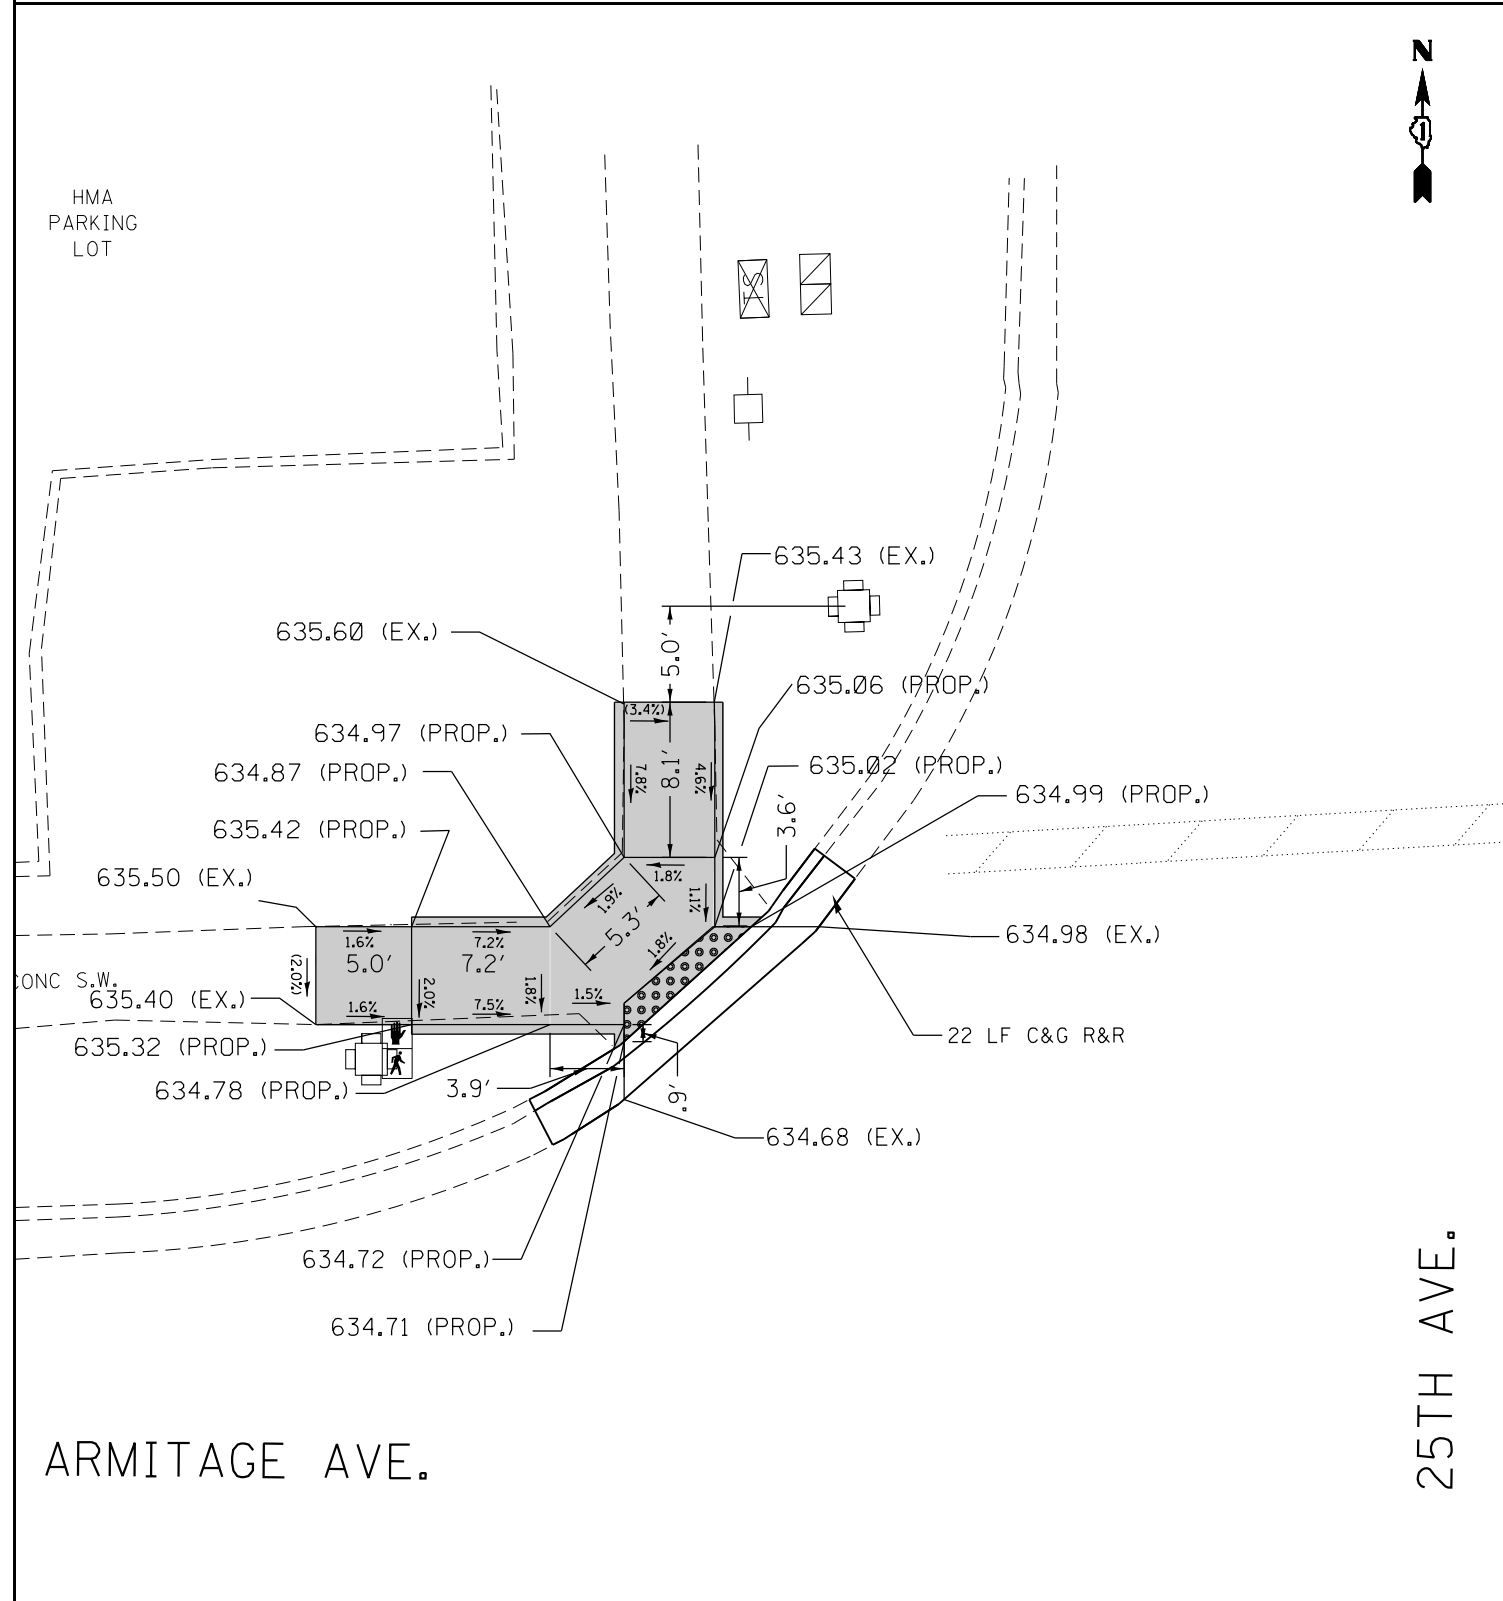 N
1
HMA
PARKING
LOT
TS
635.43 (EX.)
635.60 (EX.)
5.0'
635.06 (PROP.)
(3.4%)
634.97 (PROP.)
634.87 (PROP.)
7.8%
8.1'
4.6%
635.02 (PROP.)
634.99 (PROP.)
635.42 (PROP.)
3.6'
635.50 (EX.)
1.8%
1.9%
1.1%
5.3'
1.6%
7.2%
1.8%
634.98 (EX.)
(2.0%)
5.0'
7.2'
CONC S.W.
635.40 (EX.)
2.0%
1.8%
1.5%
1.6%
7.5%
635.32 (PROP.)
22 LF C&G R&R
634.78 (PROP.)
3.9'
.9'
634.68 (EX.)
634.72 (PROP.)
634.71 (PROP.)
ARMITAGE AVE.
25TH AVE.